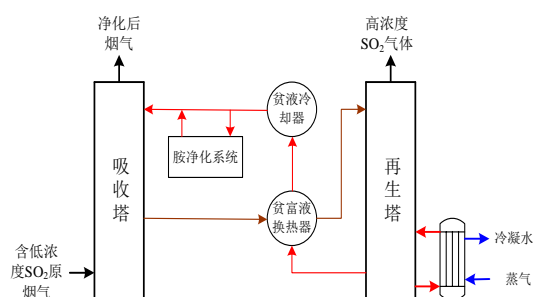 净化后
烟气
高浓度
SO2气体
贫液冷
却器
胺净化系统
吸
收
塔
再
生
塔
贫富液
换热器
含低浓
度SO2原
烟气
冷凝水
蒸气